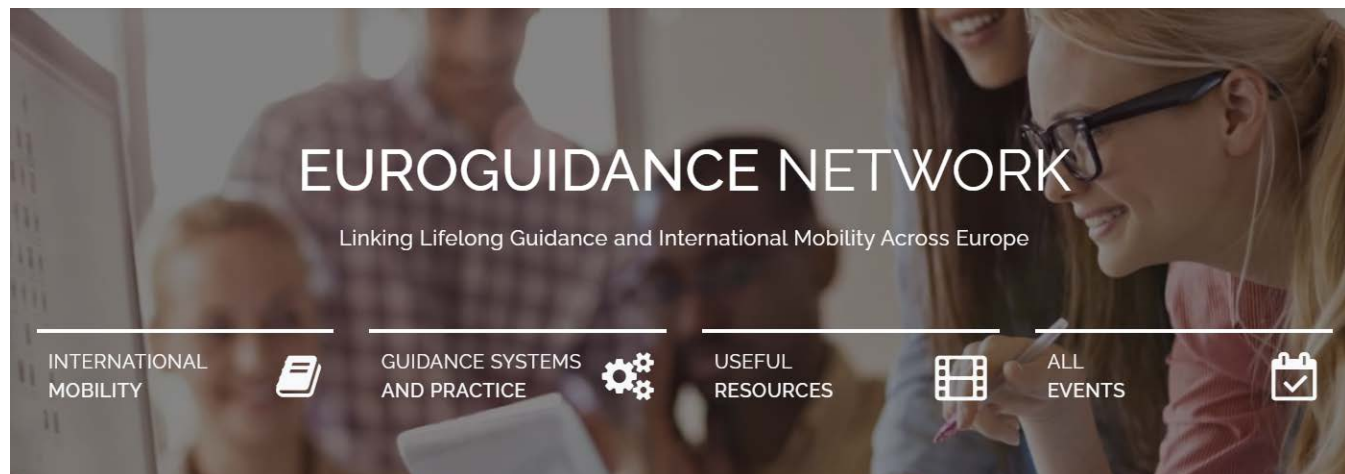 EUROGUIDANCE NETWORK
Linking Lifelong Guidance and International Mobility Across Europe
INTERNATIONAL
MOBILITY
GUIDANCE SYSTEMS
AND PRACTICE
USEFUL
RESOURCES
ALL
EVENTS